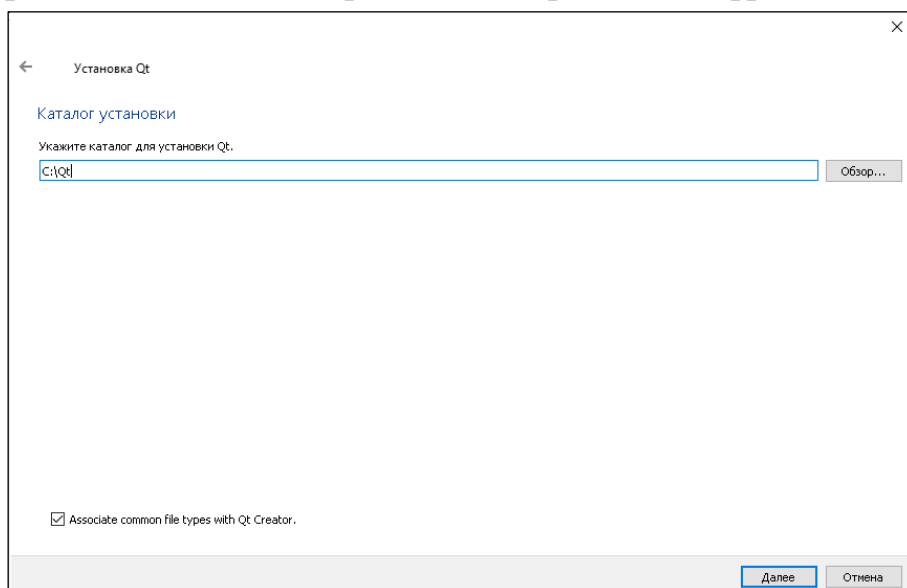 Установка Qt
Каталог установки
Укажите каталог для установки Qt.
C:\Qt
Обзор...
Associate common file types with Qt Creator.
Далее
Отмена